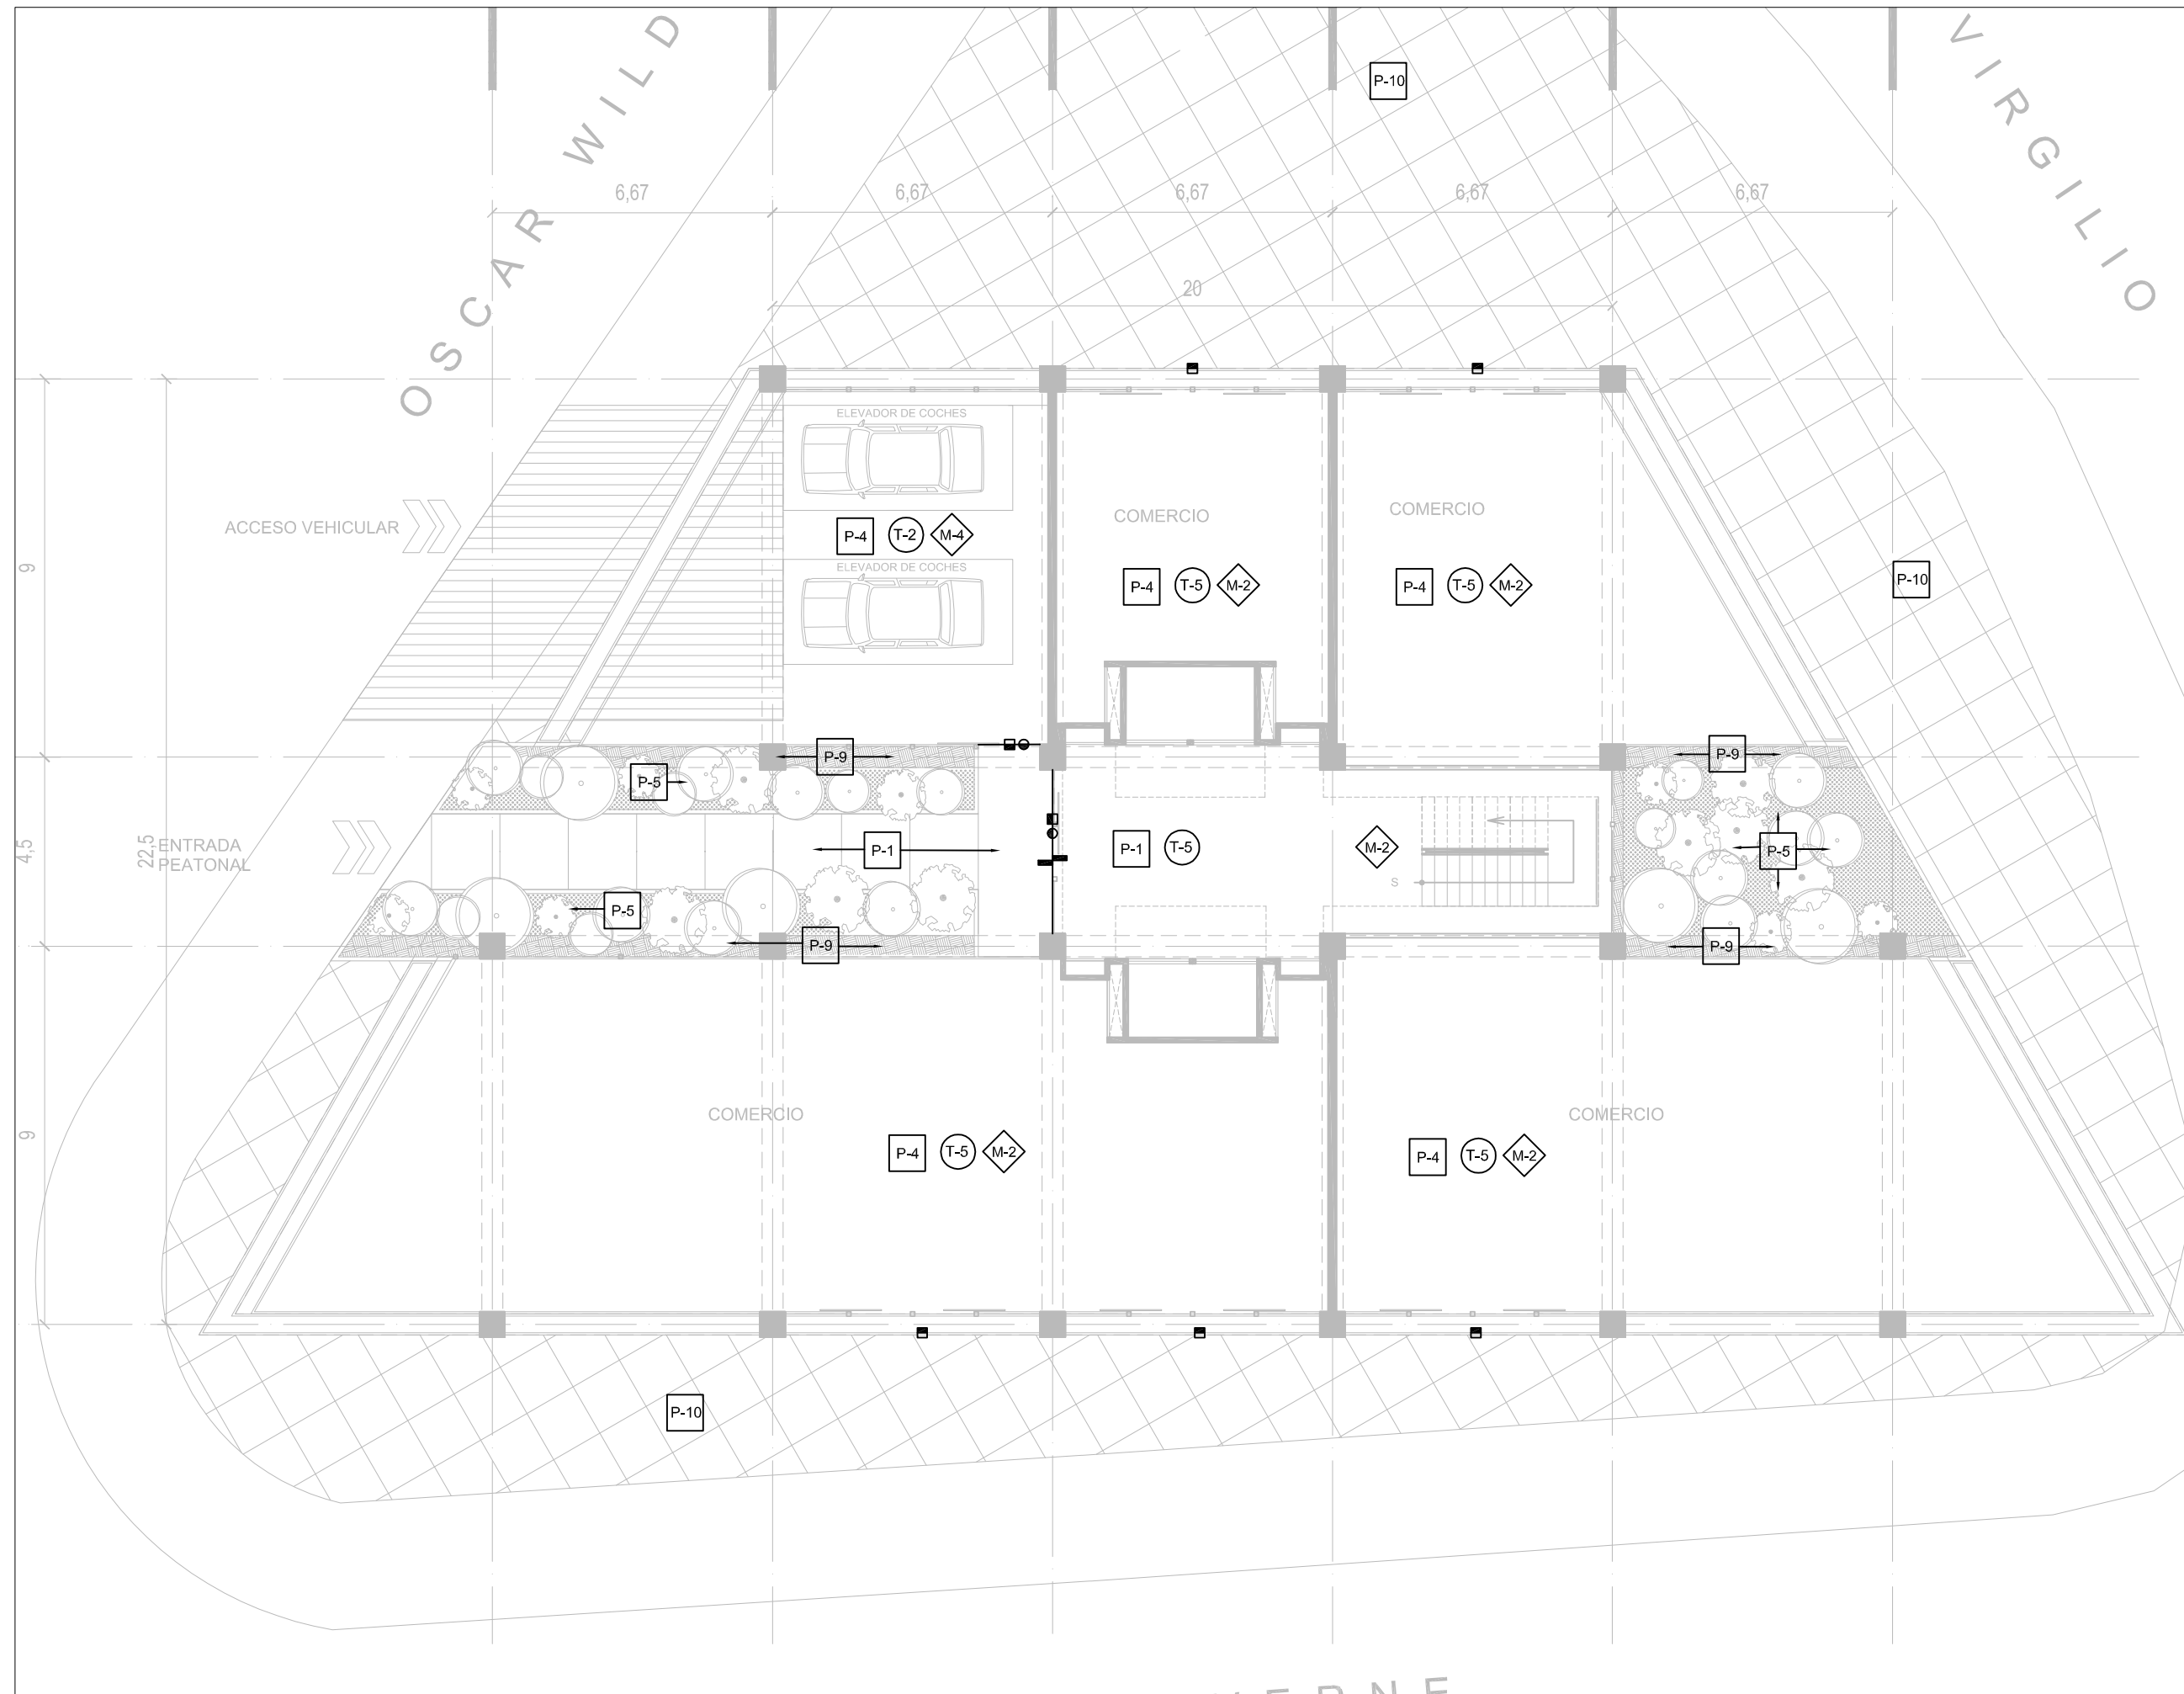 OSCAR WILD
VIRGILIO
P-10
6,67
6,67
6,67
6,67
6,67
20
ELEVADOR DE COCHES
ACCESO VEHICULAR
P-4 T-2 M-4
COMERCIO
COMERCIO
ELEVADOR DE COCHES
P-4 T-5 M-2
P-4 T-5 M-2
P-10
9
P-9
P-9
P-5
4,5
22,5
ENTRADA
PEATONAL
P-1
P-1 T-5
M-2
P-5
S
P-5
P-9
P-9
9
COMERCIO
COMERCIO
P-4 T-5 M-2
P-4 T-5 M-2
P-10